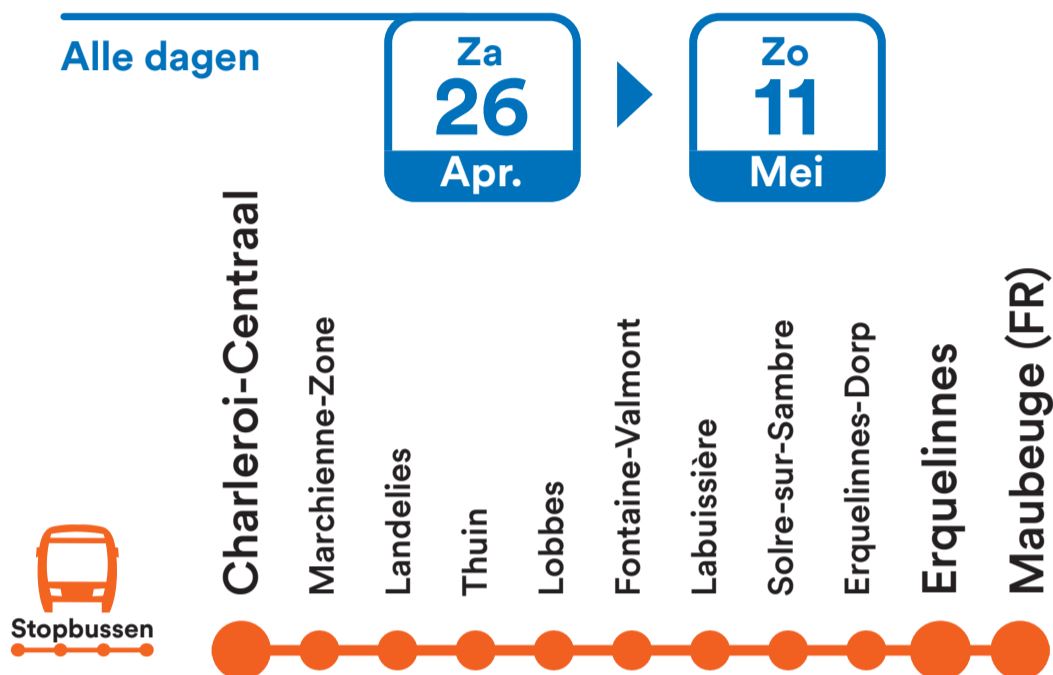 Alle dagen
Za
26
Apr.
Zo
11
Mei
Charleroi-Centraal
Marchienne-Zone
Landelies
Thuin
Lobbes
Fontaine-Valmont
Labuissière
Solre-sur-Sambre
Erquelinnes-Dorp
Erquelinnes
Maubeuge (FR)
Stopbussen